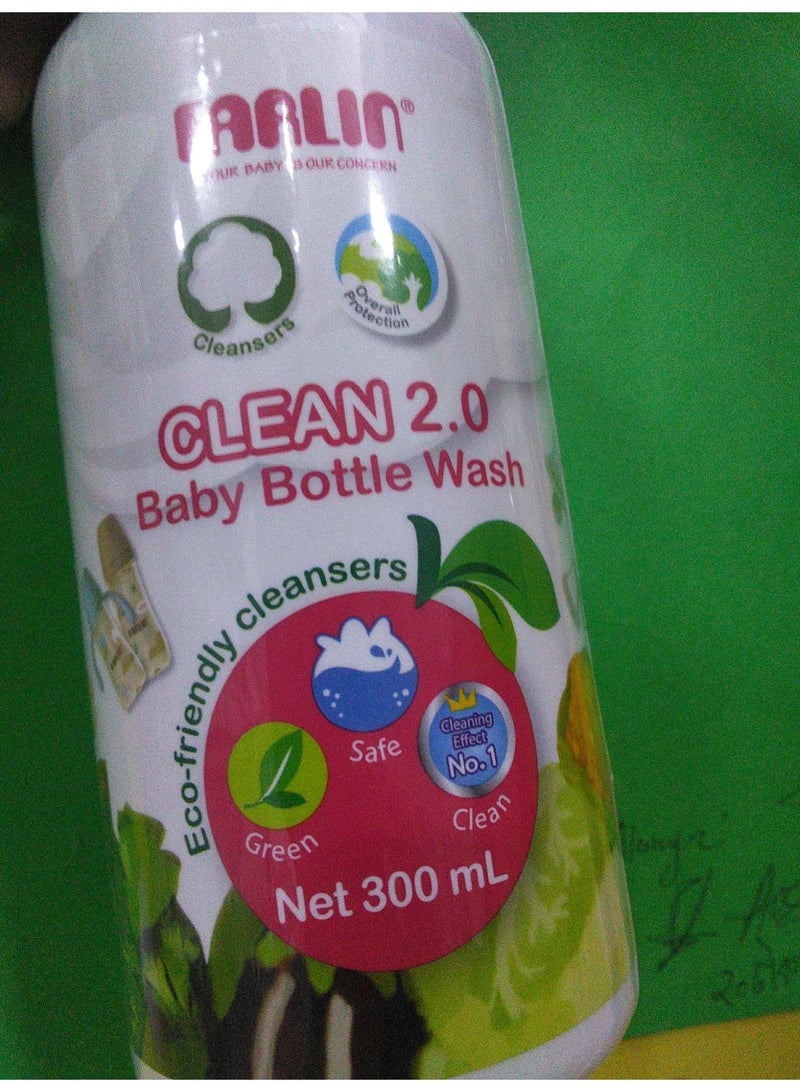 FARLIN®
YOUR BABY IS OUR CONCERN
Cleansers
Overall
Protection
CLEAN 2.0
Baby Bottle Wash
Eco-friendly cleansers
Safe
Cleaning
Effect
No.1
Green
Clean
Net 300 mL